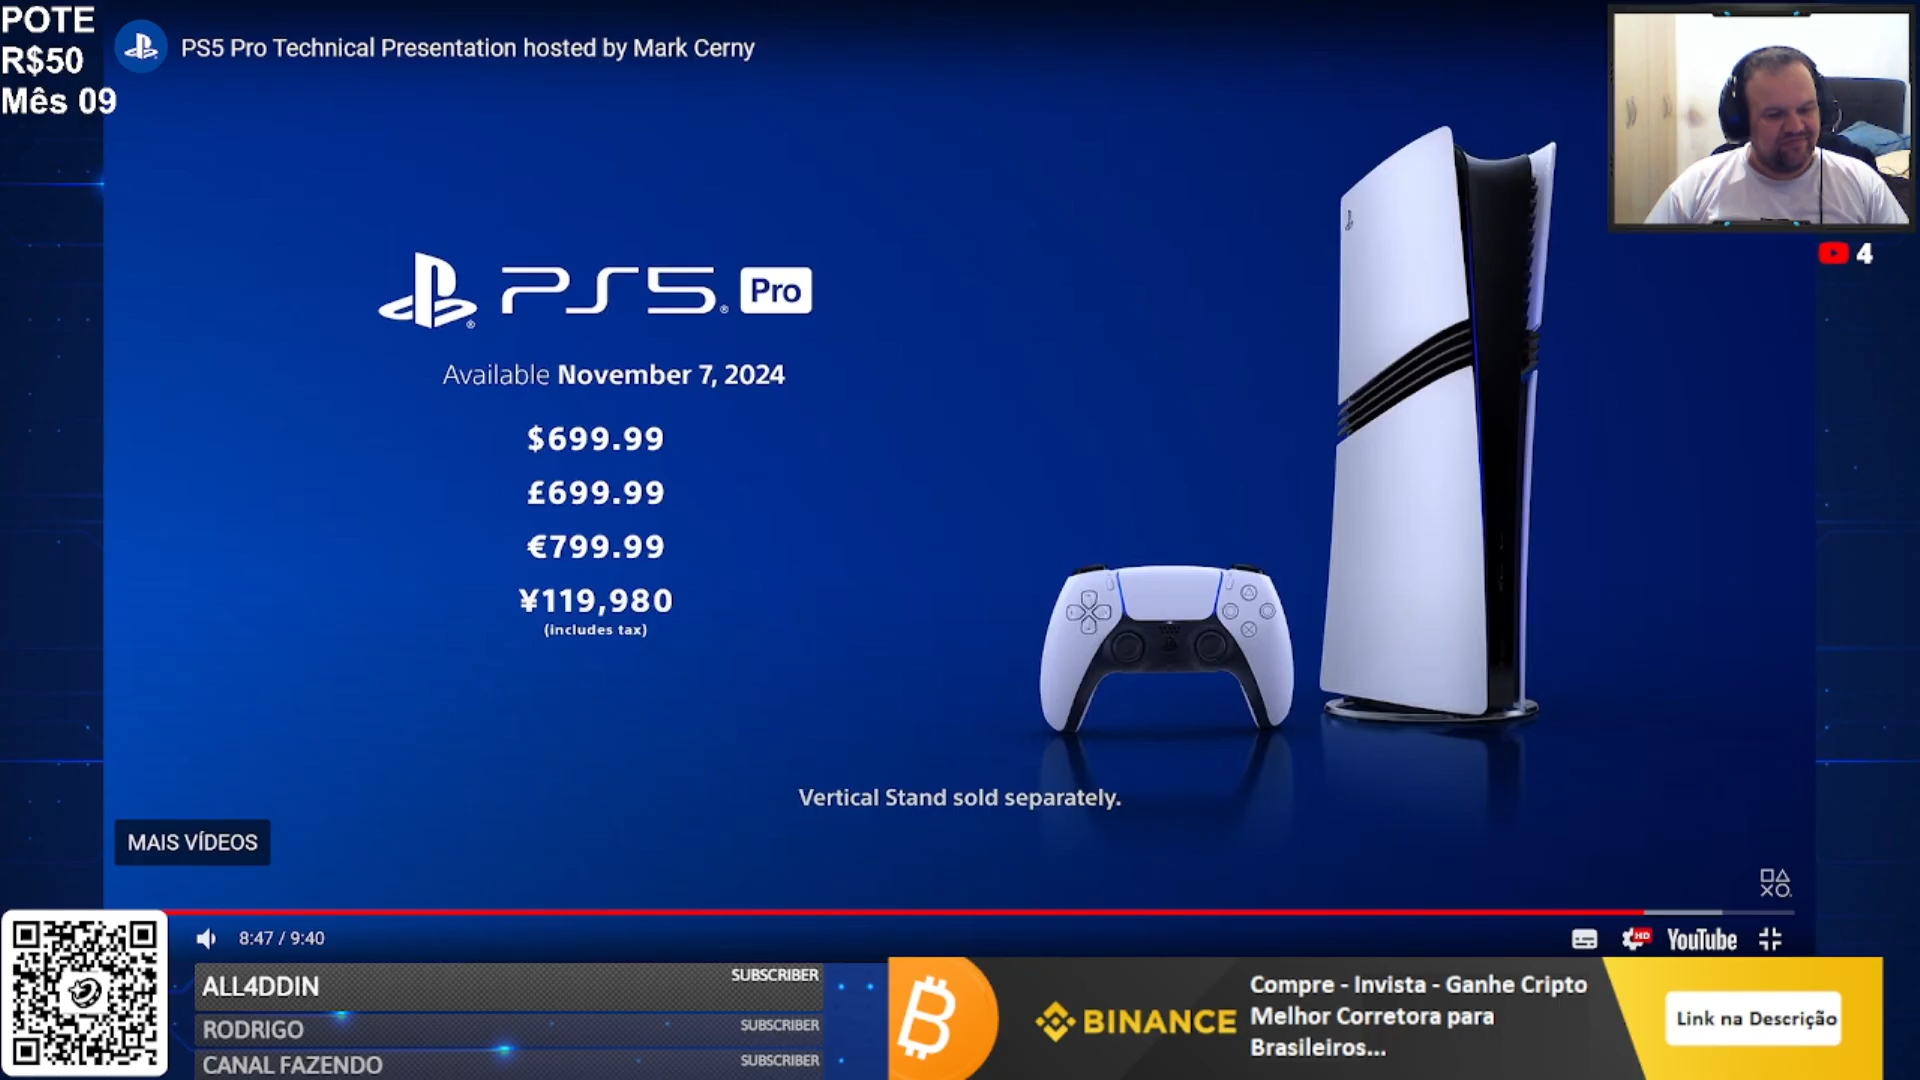 POTE
R$50
Mês 09
PS5 Pro Technical Presentation hosted by Mark Cerny
4
PS5 Pro
Available November 7, 2024
$699.99
£699.99
€799.99
¥119,980
(includes tax)
Vertical Stand sold separately.
MAIS VÍDEOS
8:47 / 9:40
HD
YouTube
ALL4DDIN
SUBSCRIBER
RODRIGO
SUBSCRIBER
CANAL FAZENDO
SUBSCRIBER
BINANCE
Compre - Invista - Ganhe Cripto
Melhor Corretora para
Brasileiros...
Link na Descrição